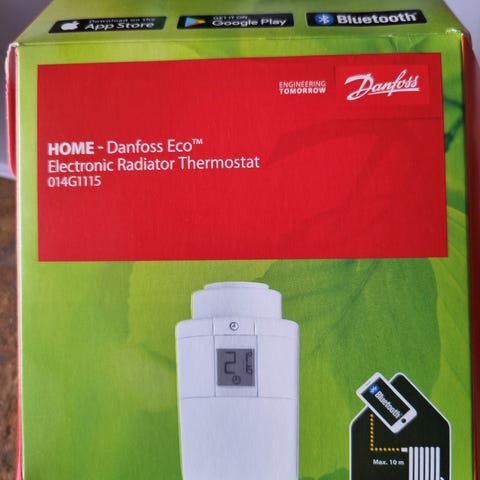 Download on the
App Store
GET IT ON
Google Play
Bluetooth®
ENGINEERING
TOMORROW
Danfoss
HOME - Danfoss Eco™
Electronic Radiator Thermostat
014G1115
Bluetooth®
Max. 10 m